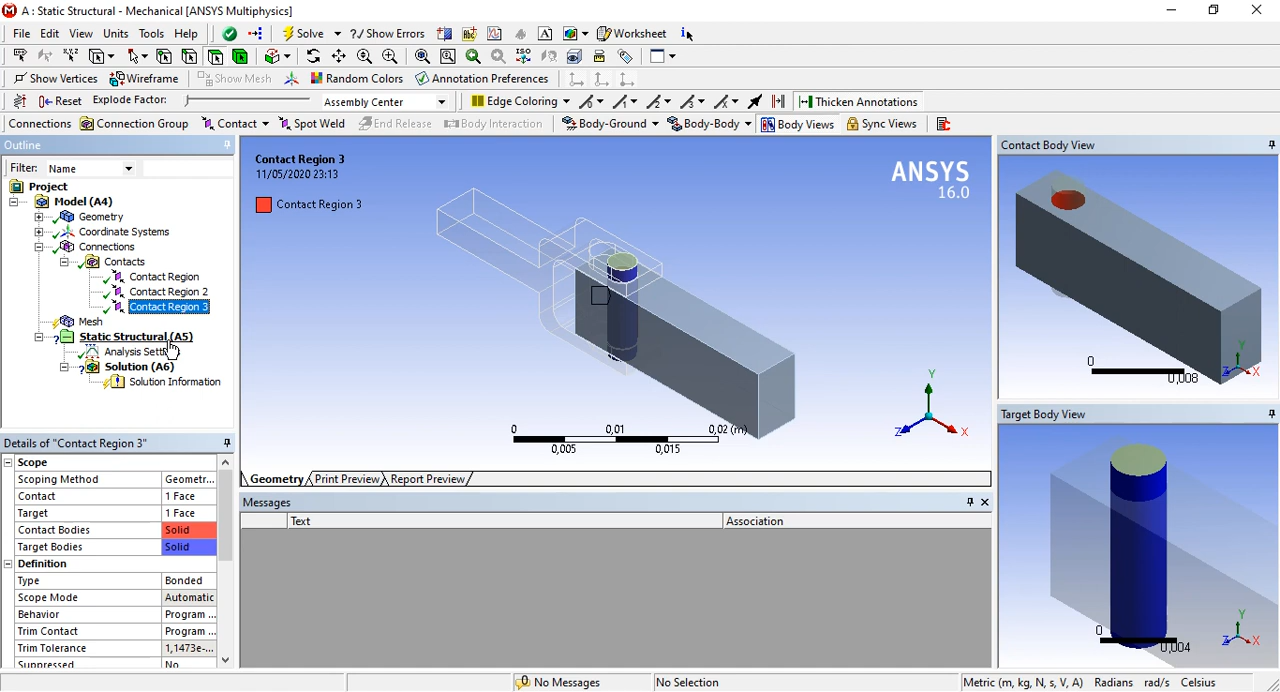 A : Static Structural - Mechanical [ANSYS Multiphysics]
File Edit View Units Tools Help Solve ?/ Show Errors Worksheet
Show Vertices Wireframe Show Mesh Random Colors Annotation Preferences
Reset Explode Factor: Assembly Center Edge Coloring Thicken Annotations
Connections Connection Group Contact Spot Weld End Release Body Interaction Body-Ground Body-Body Body Views Sync Views
Outline
Filter: Name
Project
Model (A4)
Geometry
Coordinate Systems
Connections
Contacts
Contact Region
Contact Region 2
Contact Region 3
Mesh
Static Structural (A5)
Analysis Setti
Solution (A6)
Solution Information
Details of "Contact Region 3"
Scope
Scoping Method Geometr...
Contact 1 Face
Target 1 Face
Contact Bodies Solid
Target Bodies Solid
Definition
Type Bonded
Scope Mode Automatic
Behavior Program ...
Trim Contact Program ...
Trim Tolerance 1,1473e-...
Suppressed No
Contact Region 3
11/05/2020 23:13
Contact Region 3
ANSYS
16.0
0 0,01 0,02 (m)
0,005 0,015
Y
Z X
Geometry Print Preview Report Preview
Messages
Text Association
Contact Body View
0
0,008
Y
Z X
Target Body View
0
0,004
Y
Z X
No Messages No Selection Metric (m, kg, N, s, V, A) Radians rad/s Celsius